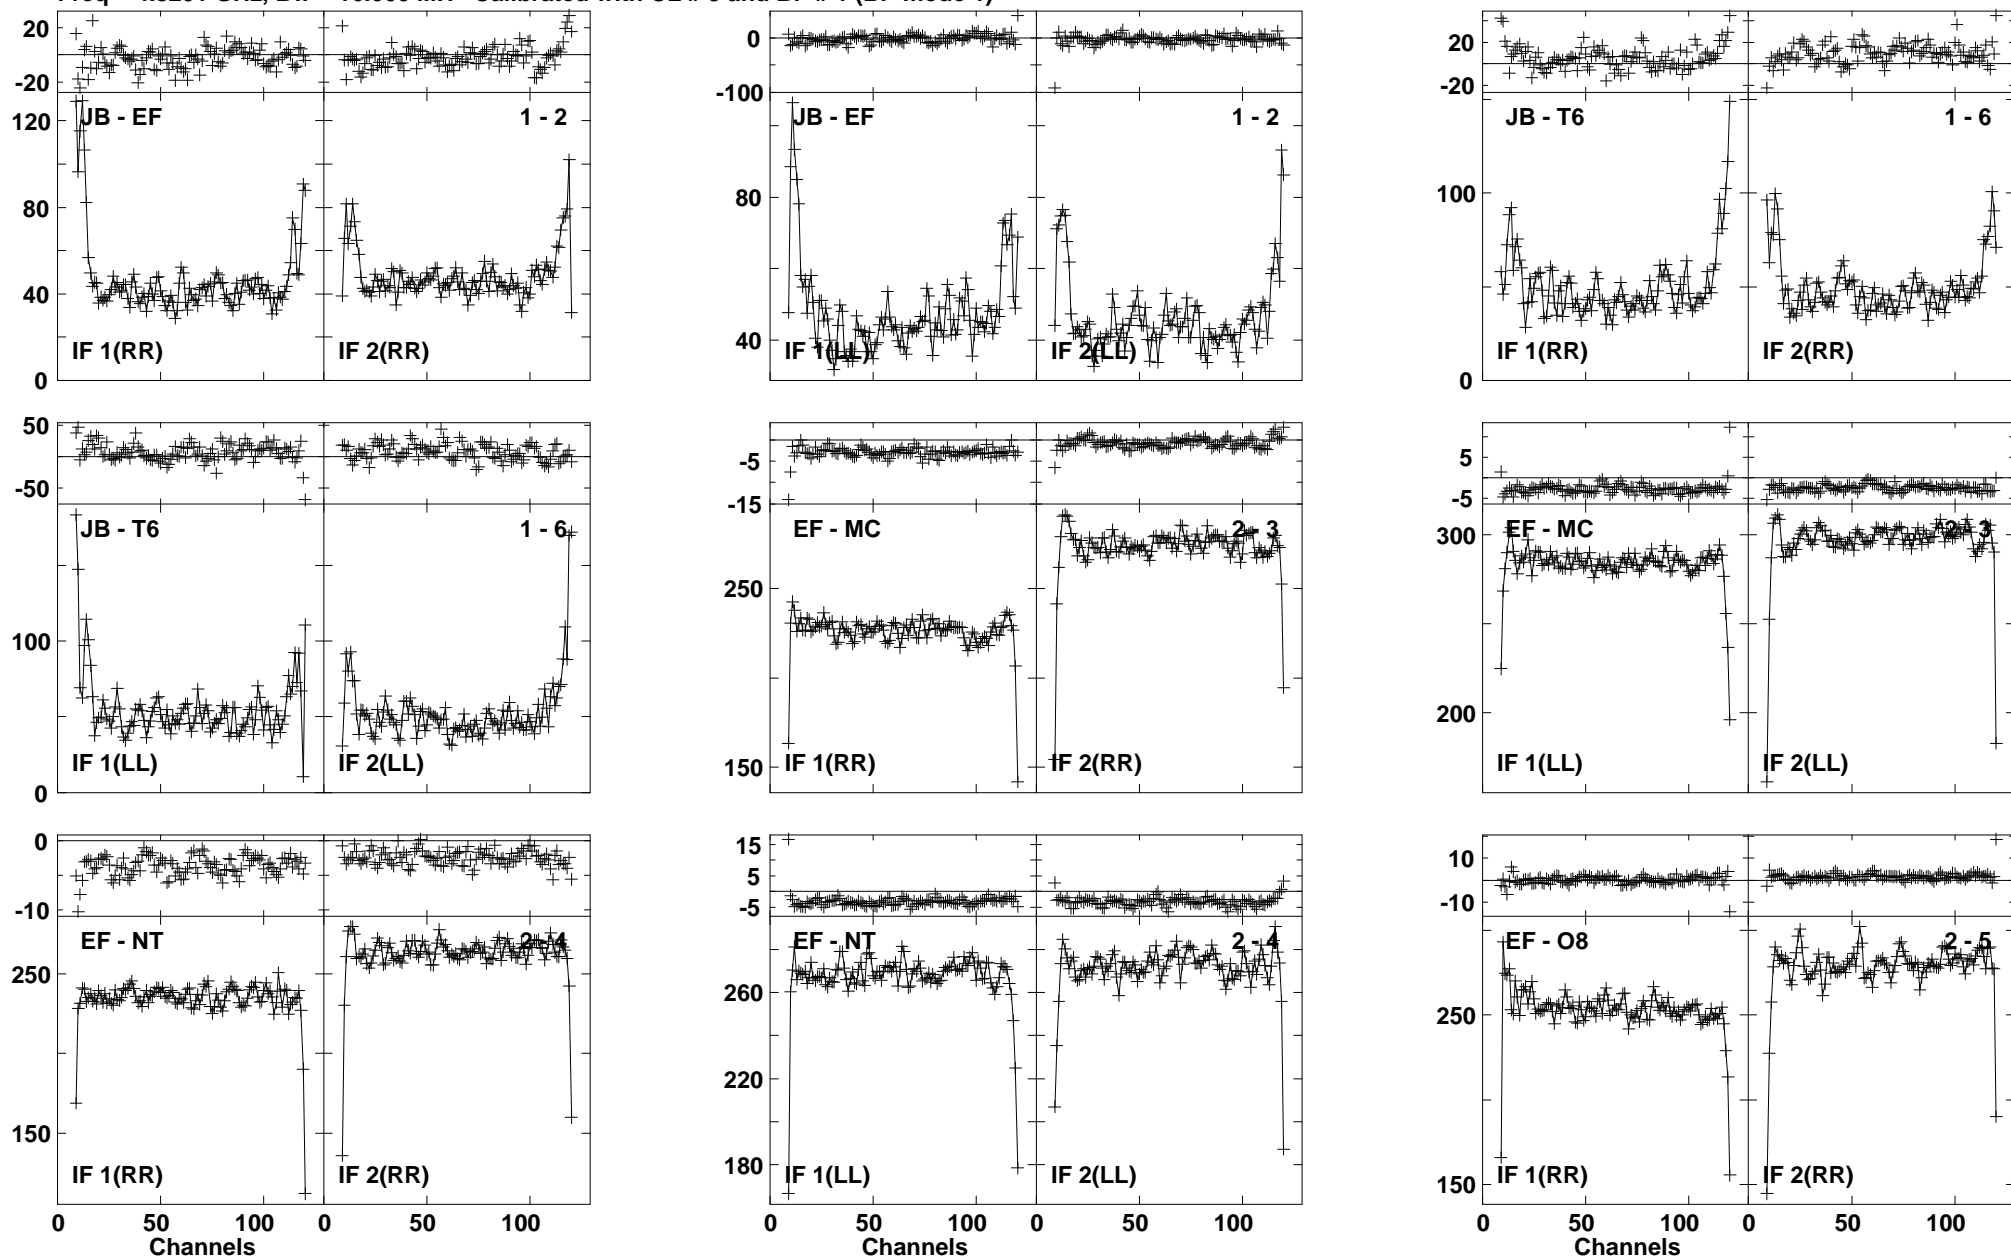 20
-20
120
80
40
0
JB - EF
1 - 2
IF 1(RR)
IF 2(RR)
0
-100
80
40
JB - EF
1 - 2
IF 1(LL)
IF 2(LL)
20
-20
100
0
JB - T6
1 - 6
IF 1(RR)
IF 2(RR)
50
-50
100
0
JB - T6
1 - 6
IF 1(LL)
IF 2(LL)
-5
-15
250
150
EF - MC
2 - 3
IF 1(RR)
IF 2(RR)
5
-5
300
200
EF - MC
2 - 3
IF 1(LL)
IF 2(LL)
0
-10
250
150
EF - NT
2 - 4
IF 1(RR)
IF 2(RR)
0 50 100 50 100
Channels
15
5
-5
260
220
180
EF - NT
2 - 4
IF 1(LL)
IF 2(LL)
0 50 100 0 50 100
Channels
10
-10
250
150
EF - O8
2 - 5
IF 1(RR)
IF 2(RR)
0 50 100 0 50 100
Channels